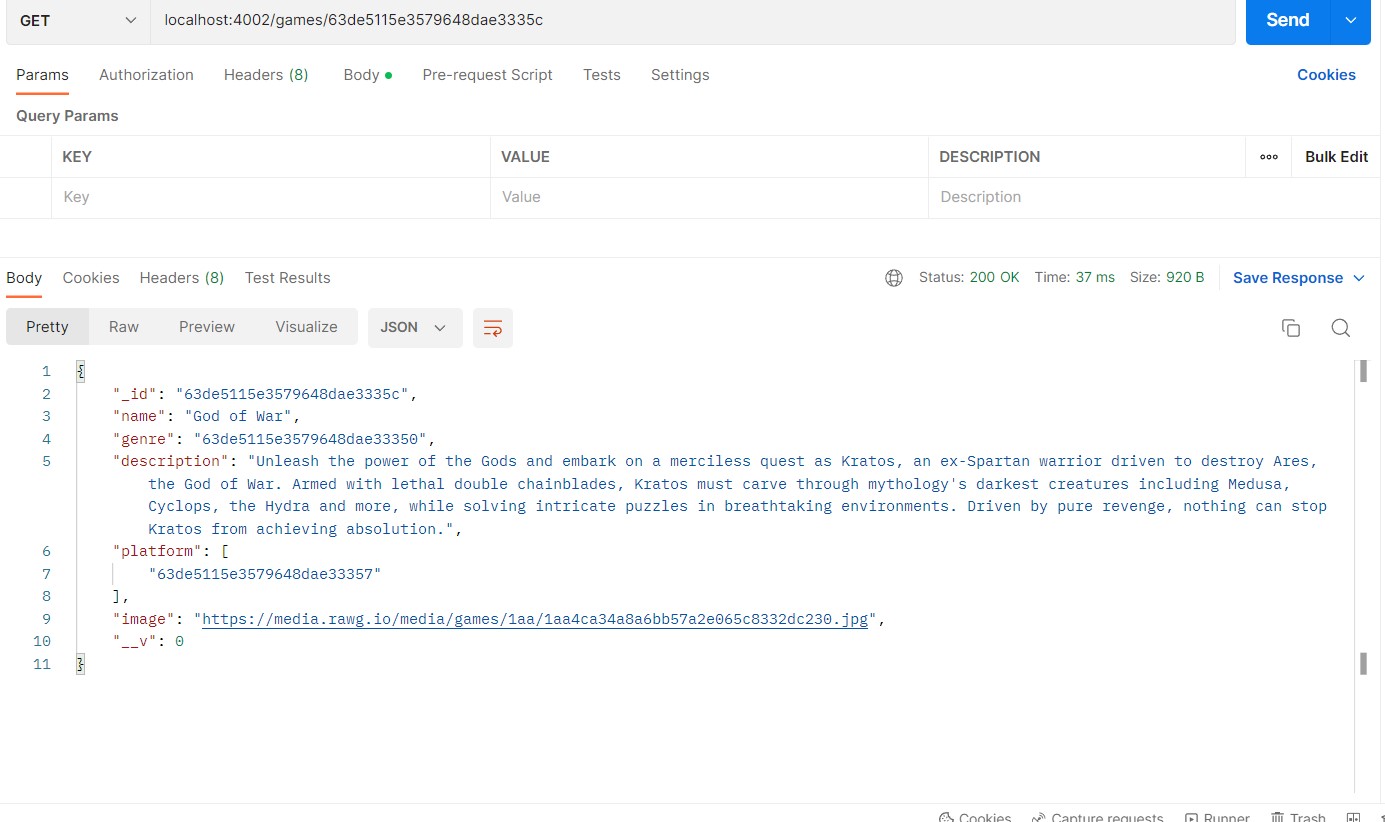 GET localhost:4002/games/63de5115e3579648dae3335c Send
Params Authorization Headers (8) Body Pre-request Script Tests Settings Cookies
Query Params
KEY VALUE DESCRIPTION Bulk Edit
Key Value Description
Body Cookies Headers (8) Test Results Status: 200 OK Time: 37 ms Size: 920 B Save Response
Pretty Raw Preview Visualize JSON
1 {
2 "_id": "63de5115e3579648dae3335c",
3 "name": "God of War",
4 "genre": "63de5115e3579648dae33350",
5 "description": "Unleash the power of the Gods and embark on a merciless quest as Kratos, an ex-Spartan warrior driven to destroy Ares,
the God of War. Armed with lethal double chainblades, Kratos must carve through mythology's darkest creatures including Medusa,
Cyclops, the Hydra and more, while solving intricate puzzles in breathtaking environments. Driven by pure revenge, nothing can stop
Kratos from achieving absolution.",
6 "platform": [
7 "63de5115e3579648dae33357"
8 ],
9 "image": "https://media.rawg.io/media/games/1aa/1aa4ca34a8a6bb57a2e065c8332dc230.jpg",
10 "__v": 0
11 }
Cookies Capture requests Runner Trash